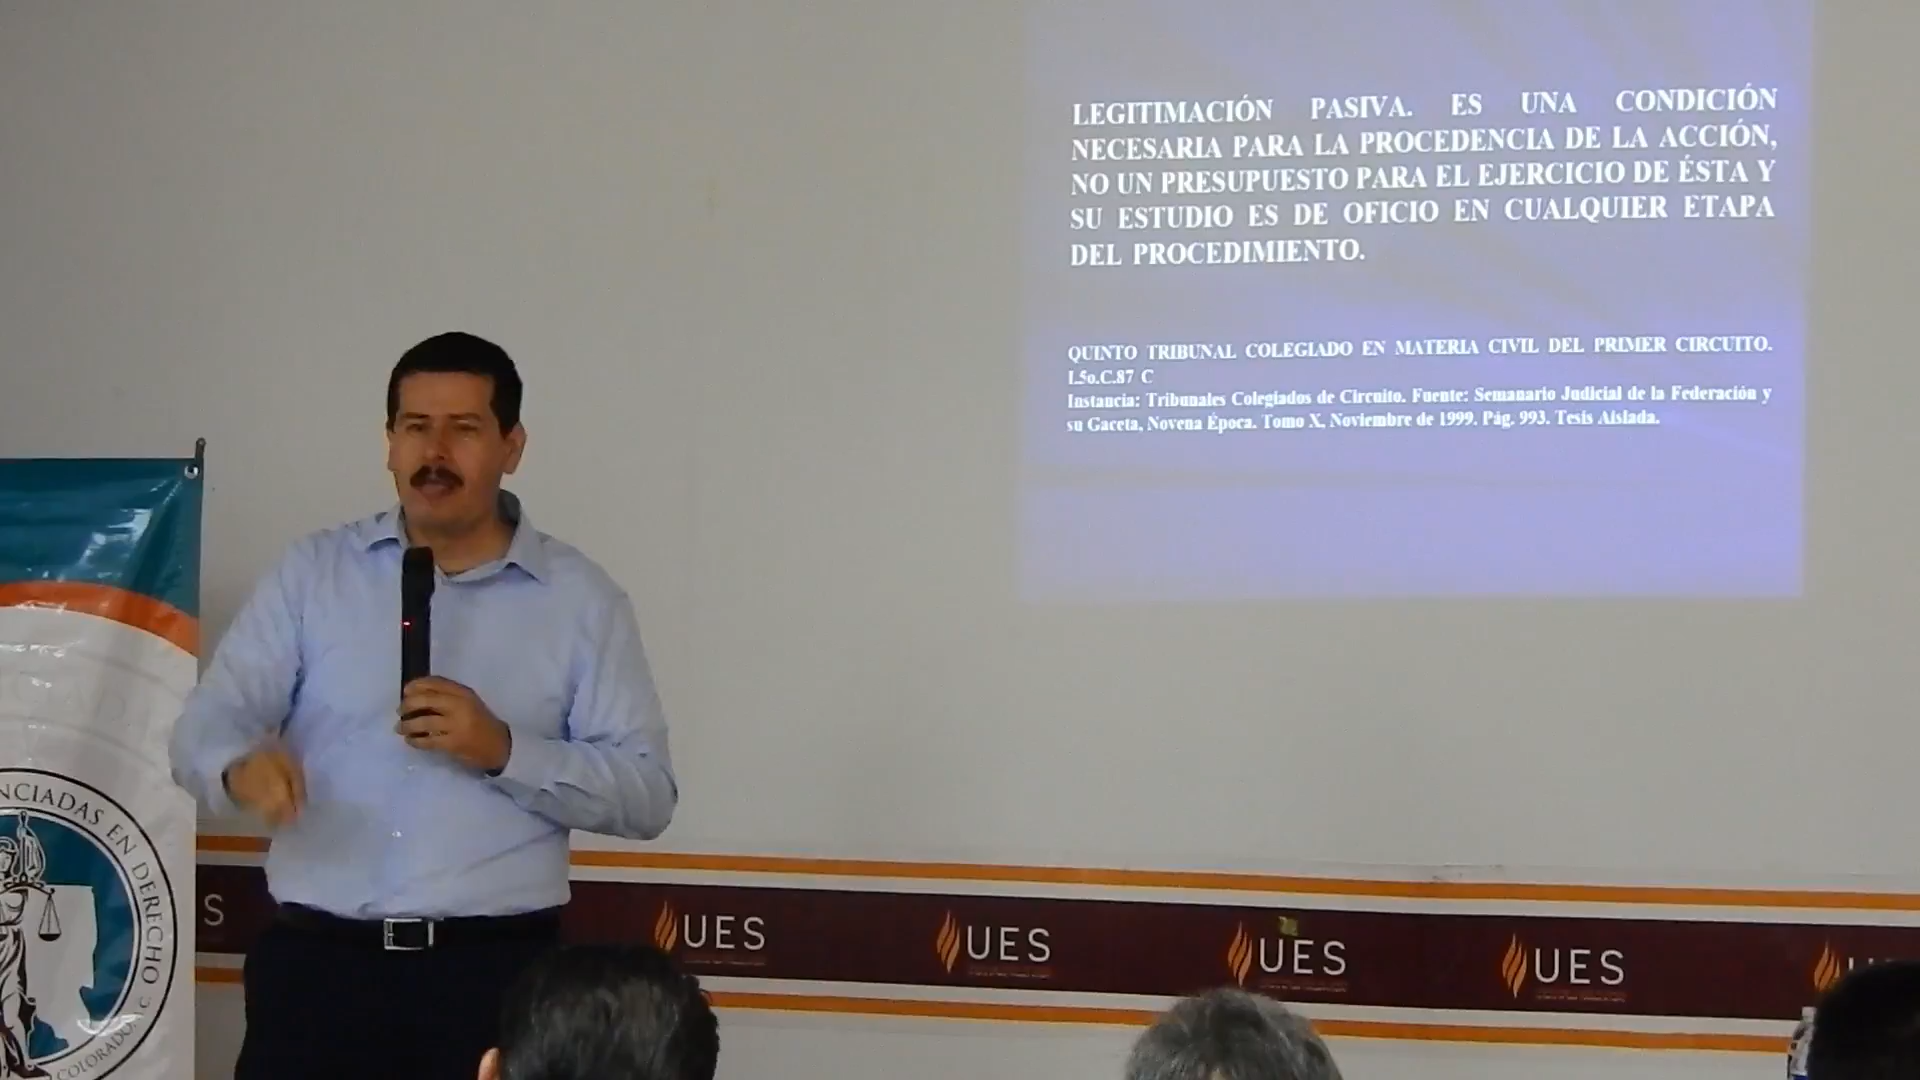 LEGITIMACIÓN PASIVA. ES UNA CONDICIÓN
NECESARIA PARA LA PROCEDENCIA DE LA ACCIÓN,
NO UN PRESUPUESTO PARA EL EJERCICIO DE ÉSTA Y
SU ESTUDIO ES DE OFICIO EN CUALQUIER ETAPA
DEL PROCEDIMIENTO.
QUINTO TRIBUNAL COLEGIADO EN MATERIA CIVIL DEL PRIMER CIRCUITO.
I.5o.C.87 C
Instancia: Tribunales Colegiados de Circuito. Fuente: Semanario Judicial de la Federación y
su Gaceta, Novena Época. Tomo X, Noviembre de 1999. Pág. 993. Tesis Aislada.
NCIADAS EN DERECHO
COLORADO, A.C.
S
UES
UES
UES
UES